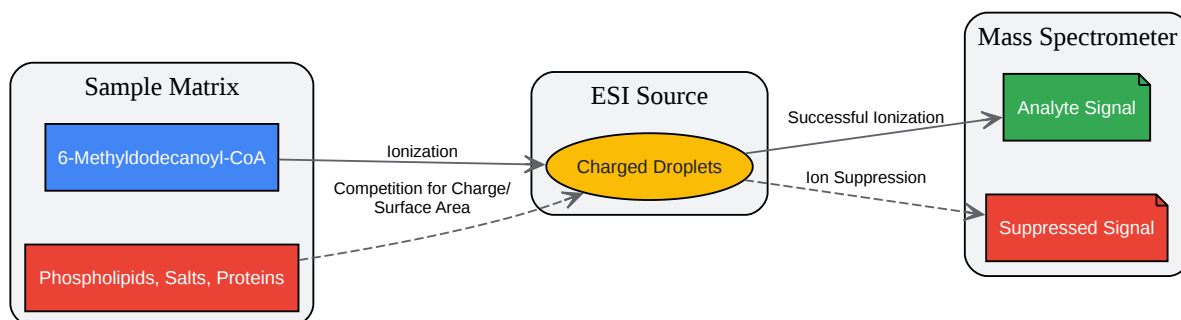 Sample Matrix
6-Methyldodecanoyl-CoA
Phospholipids, Salts, Proteins
Ionization
Competition for Charge/
Surface Area
ESI Source
Charged Droplets
Successful Ionization
Ion Suppression
Mass Spectrometer
Analyte Signal
Suppressed Signal